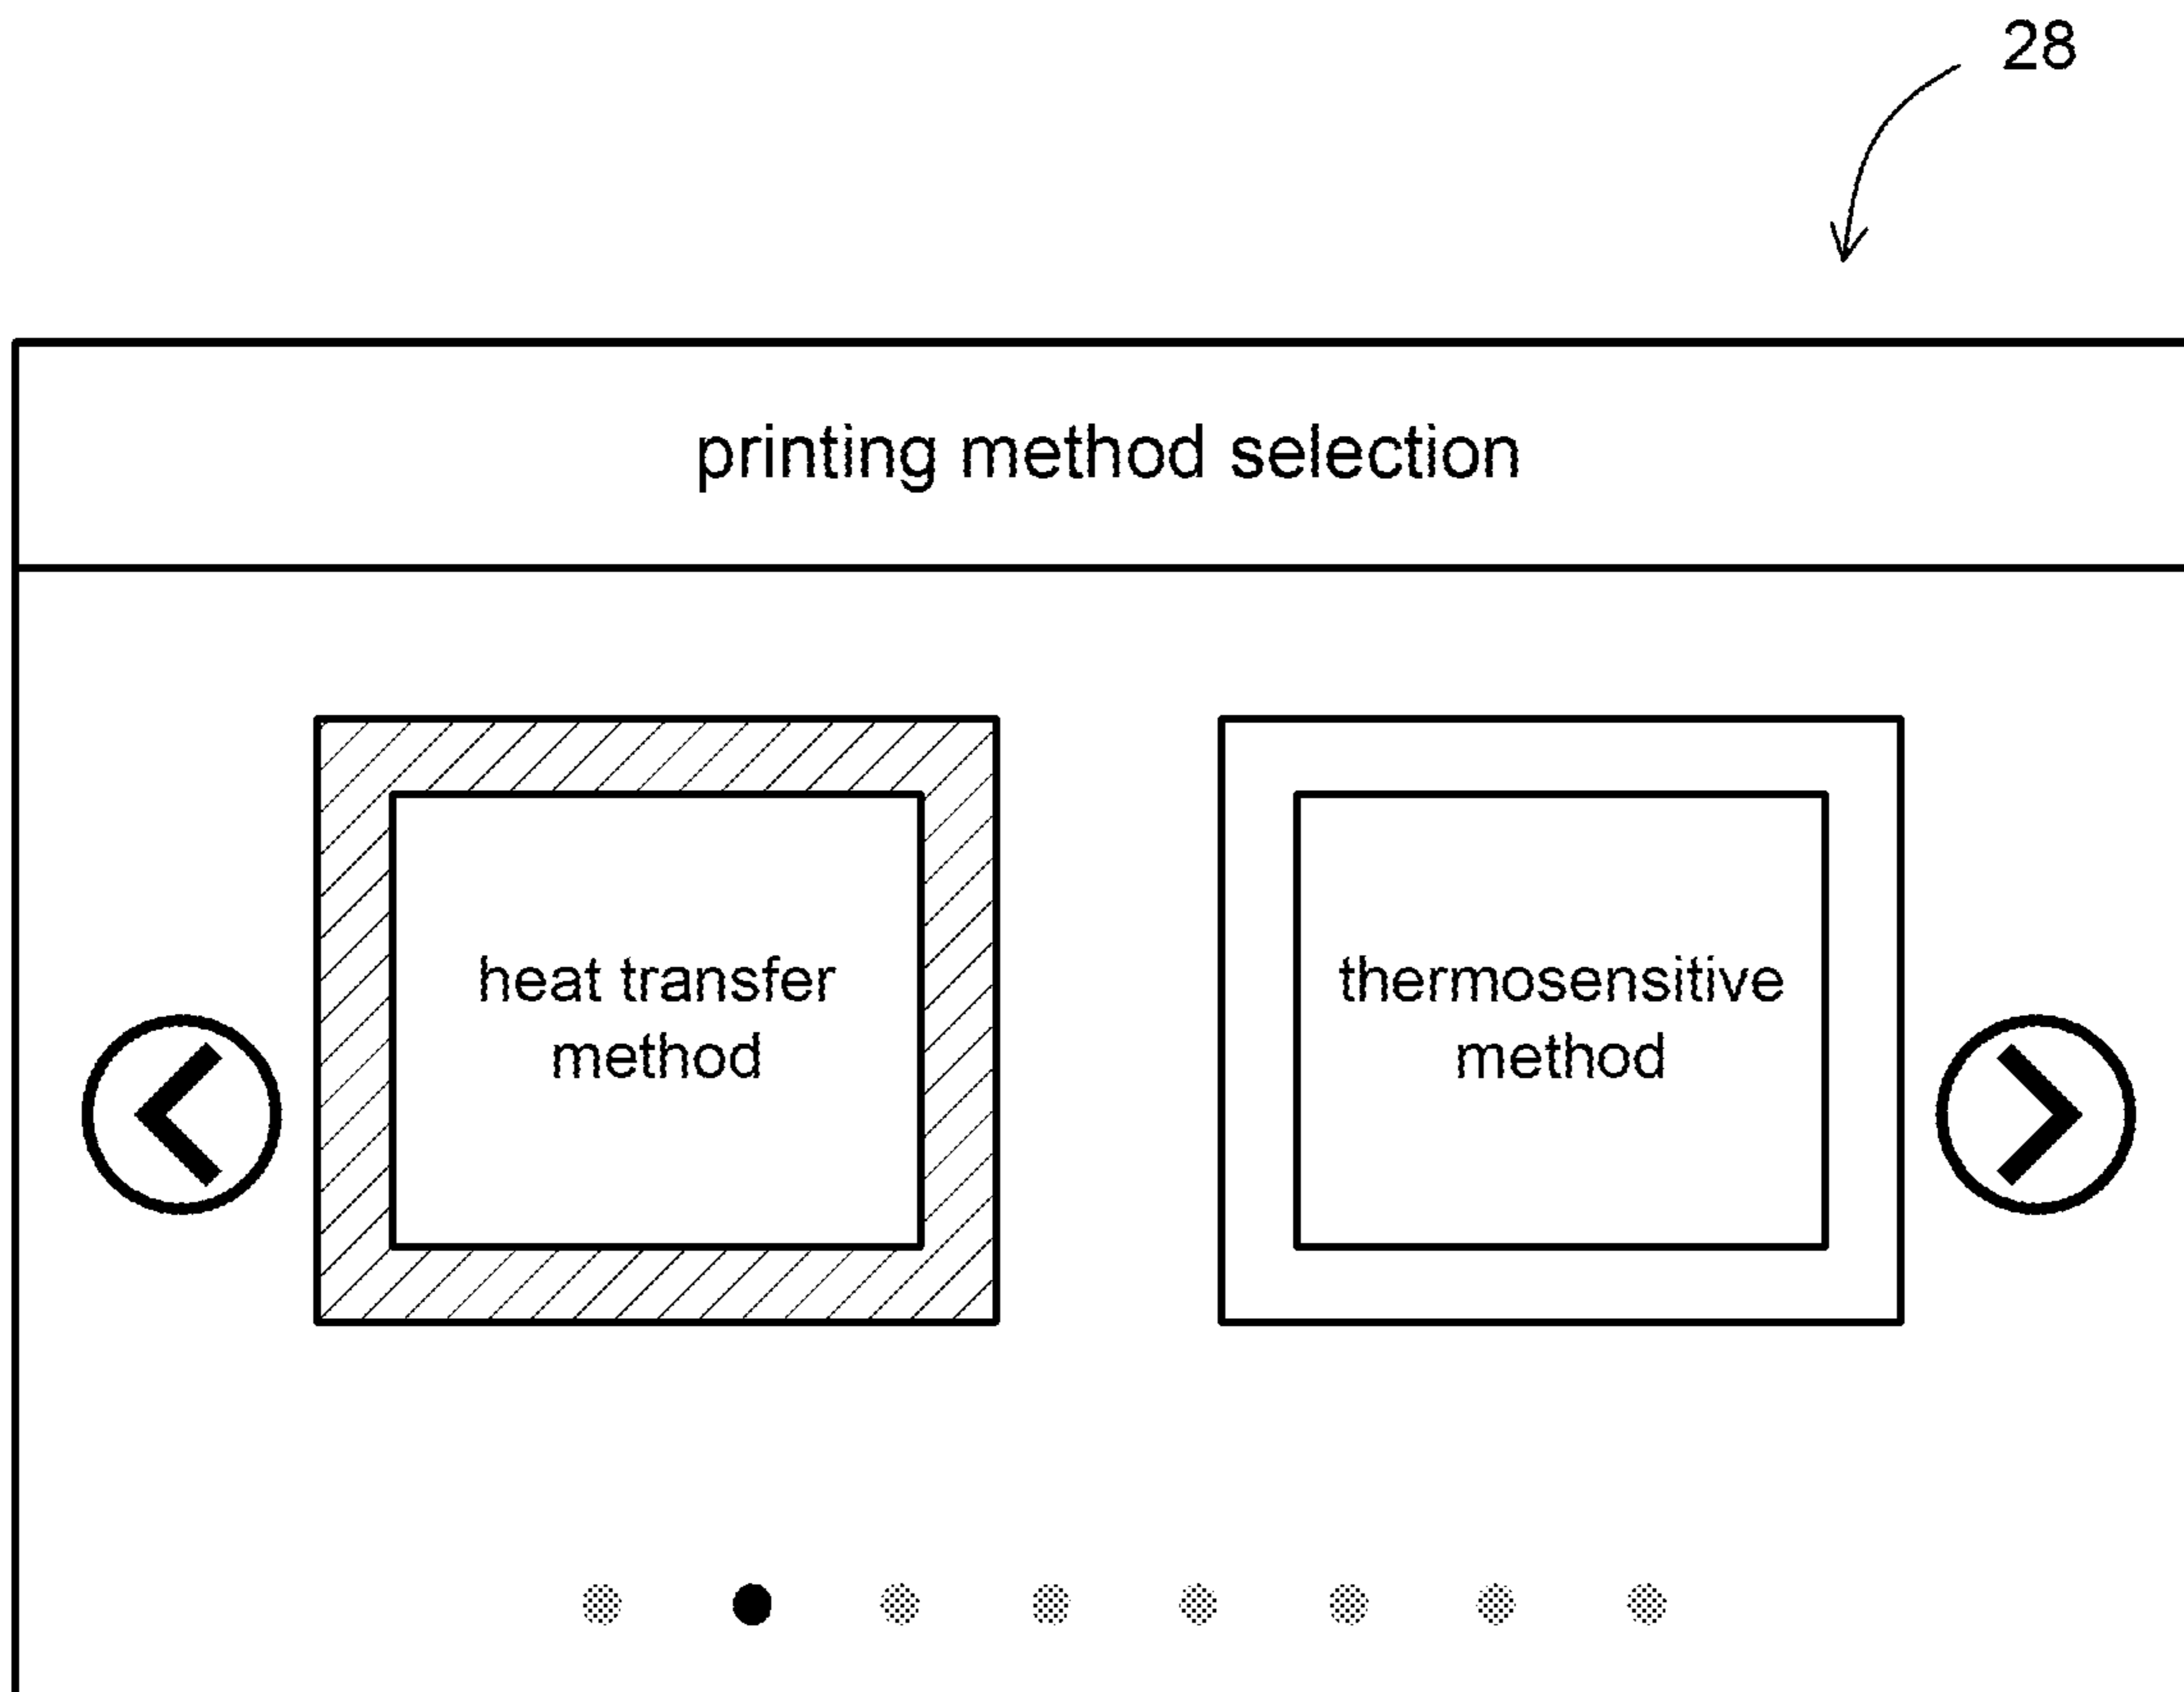 28
printing method selection
heat transfer
method
thermosensitive
method